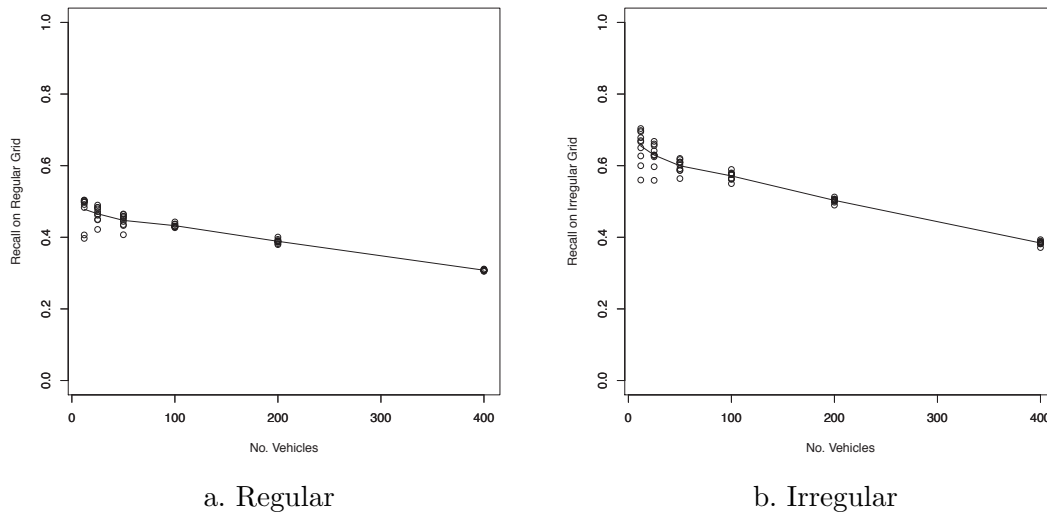 1.0
0.8
0.6
0.4
0.2
0.0
Recall on Regular Grid
0 100 200 300 400
No. Vehicles
a. Regular
1.0
0.8
0.6
0.4
0.2
0.0
Recall on Irregular Grid
0 100 200 300 400
No. Vehicles
b. Irregular